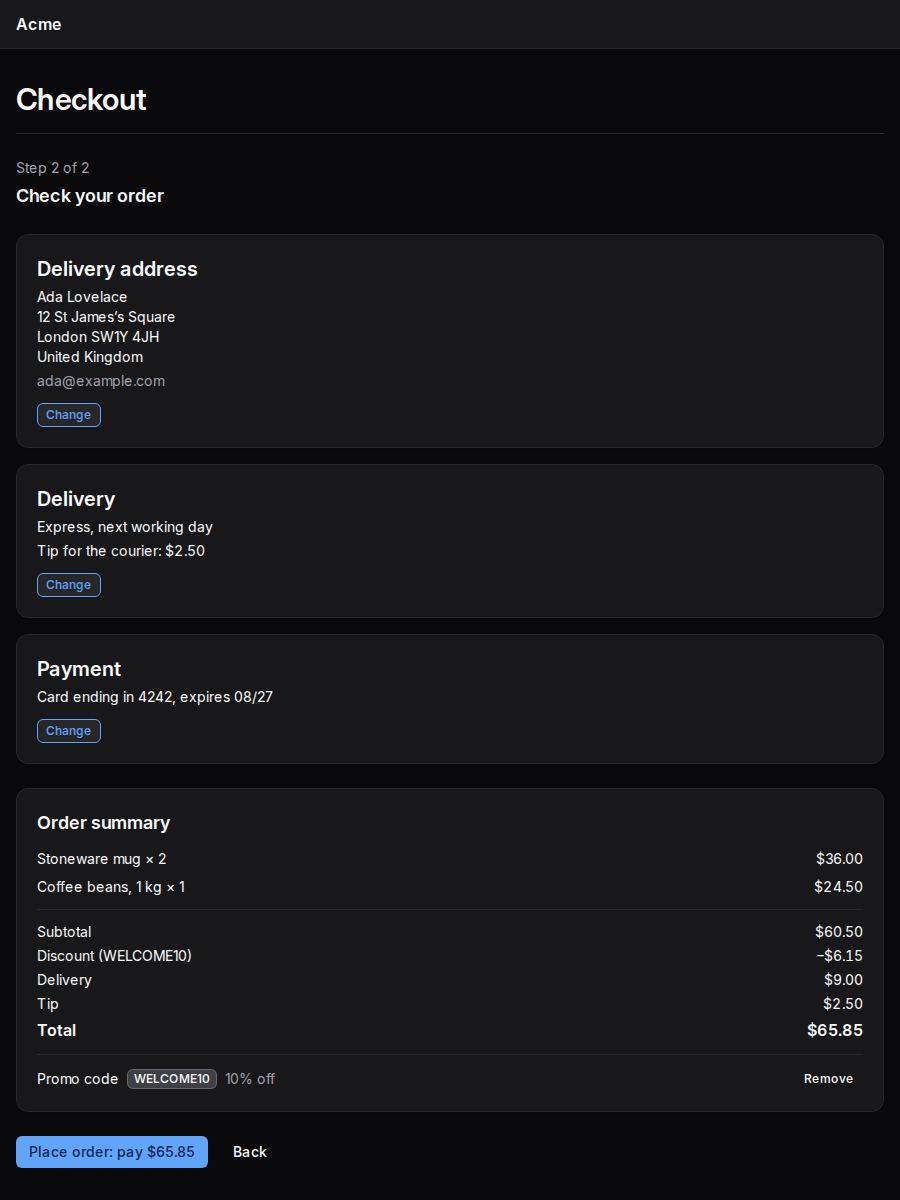 Acme
Checkout
Step 2 of 2
Check your order
Delivery address
Ada Lovelace
12 St James’s Square
London SW1Y 4JH
United Kingdom
ada@example.com
Change
Delivery
Express, next working day
Tip for the courier: $2.50
Change
Payment
Card ending in 4242, expires 08/27
Change
Order summary
Stoneware mug × 2 $36.00
Coffee beans, 1 kg × 1 $24.50
Subtotal $60.50
Discount (WELCOME10) −$6.15
Delivery $9.00
Tip $2.50
Total $65.85
Promo code WELCOME10 10% off Remove
Place order: pay $65.85 Back